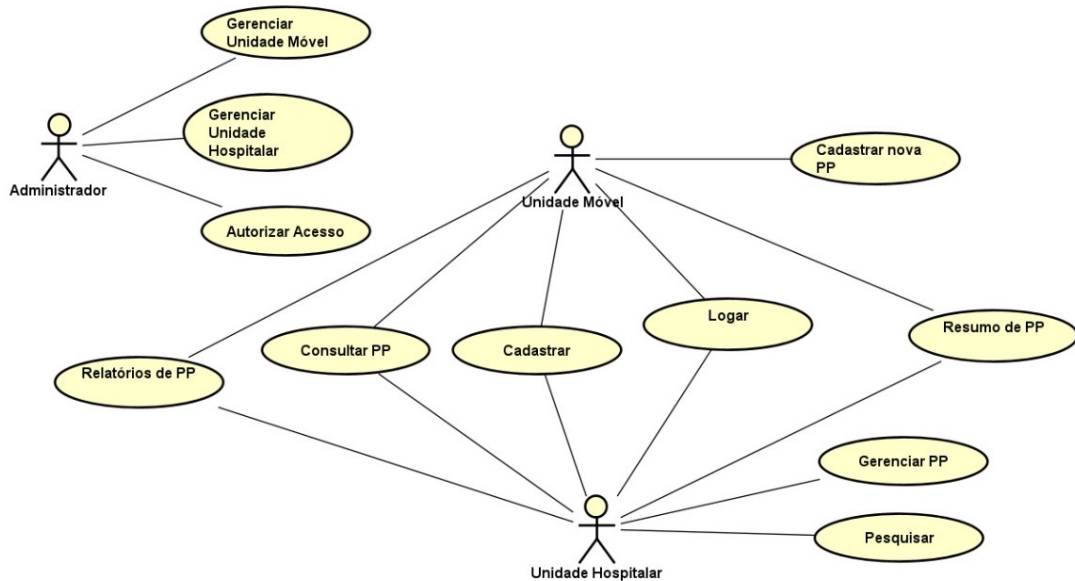 Gerenciar
Unidade Móvel
Gerenciar
Unidade
Hospitalar
Administrador
Autorizar Acesso
Unidade Móvel
Cadastrar nova
PP
Relatórios de PP
Consultar PP
Cadastrar
Logar
Resumo de PP
Gerenciar PP
Pesquisar
Unidade Hospitalar